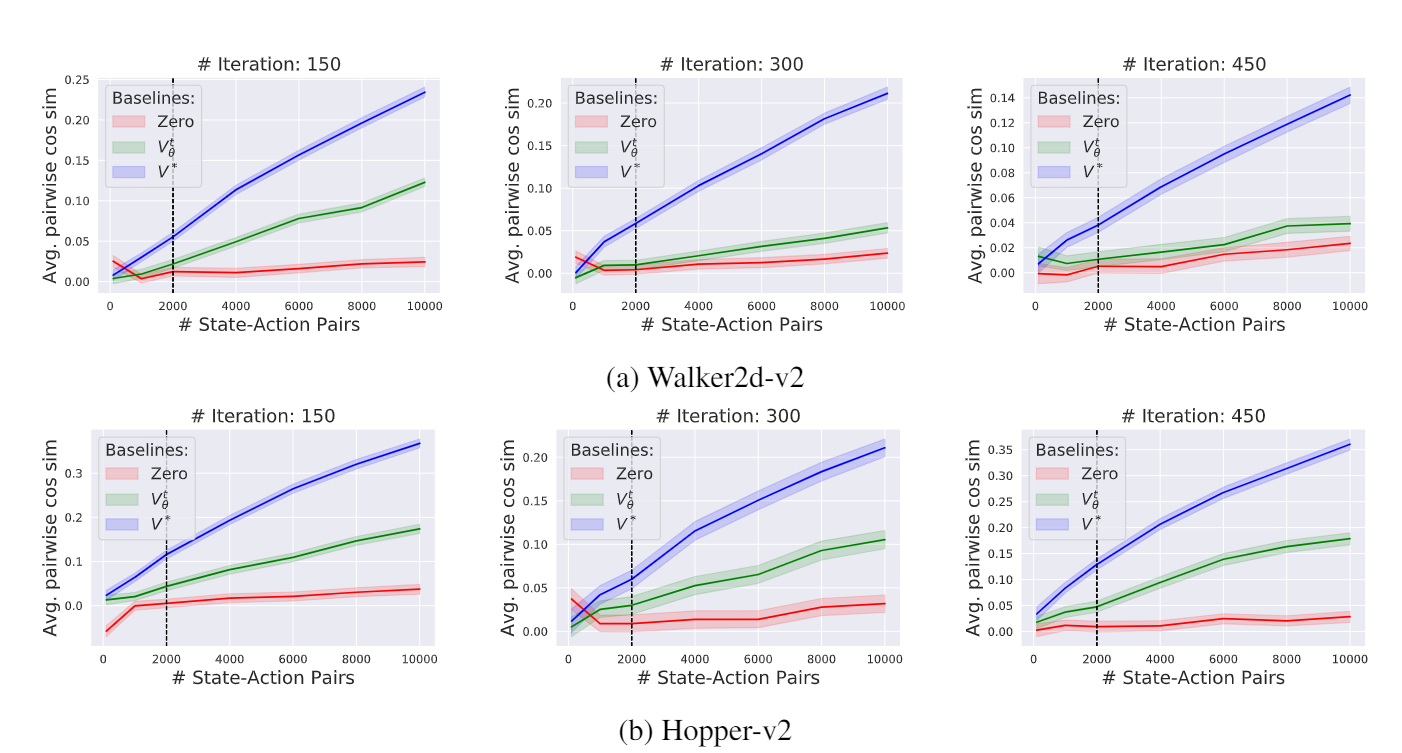 # Iteration: 150
Avg. pairwise cos sim
0.25
0.20
0.15
0.10
0.05
0.00
Baselines:
Zero
V_θ^t
V*
0 2000 4000 6000 8000 10000
# State-Action Pairs
# Iteration: 300
Avg. pairwise cos sim
0.20
0.15
0.10
0.05
0.00
Baselines:
Zero
V_θ^t
V*
0 2000 4000 6000 8000 10000
# State-Action Pairs
# Iteration: 450
Avg. pairwise cos sim
0.14
0.12
0.10
0.08
0.06
0.04
0.02
0.00
Baselines:
Zero
V_θ^t
V*
0 2000 4000 6000 8000 10000
# State-Action Pairs
(a) Walker2d-v2
# Iteration: 150
Avg. pairwise cos sim
0.3
0.2
0.1
0.0
Baselines:
Zero
V_θ^t
V*
0 2000 4000 6000 8000 10000
# State-Action Pairs
# Iteration: 300
Avg. pairwise cos sim
0.20
0.15
0.10
0.05
0.00
Baselines:
Zero
V_θ^t
V*
0 2000 4000 6000 8000 10000
# State-Action Pairs
# Iteration: 450
Avg. pairwise cos sim
0.35
0.30
0.25
0.20
0.15
0.10
0.05
0.00
Baselines:
Zero
V_θ^t
V*
0 2000 4000 6000 8000 10000
# State-Action Pairs
(b) Hopper-v2